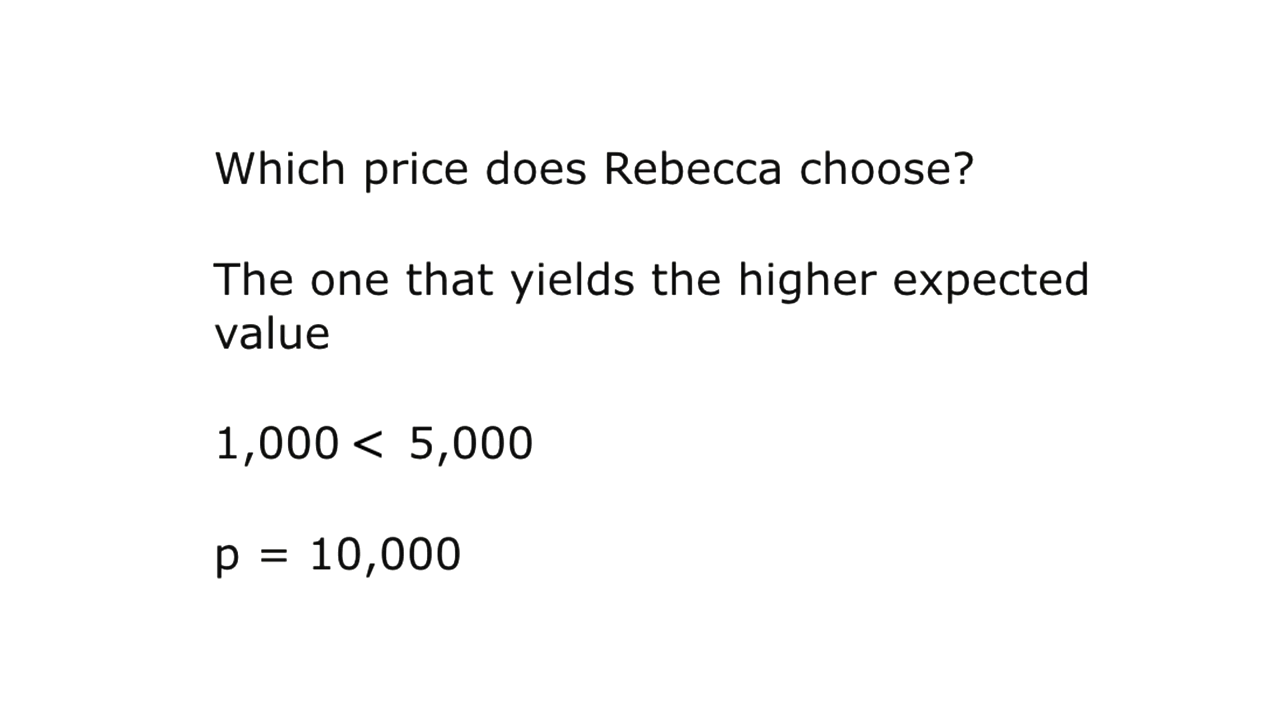 Which price does Rebecca choose?
The one that yields the higher expected
value
1,000 < 5,000
p = 10,000